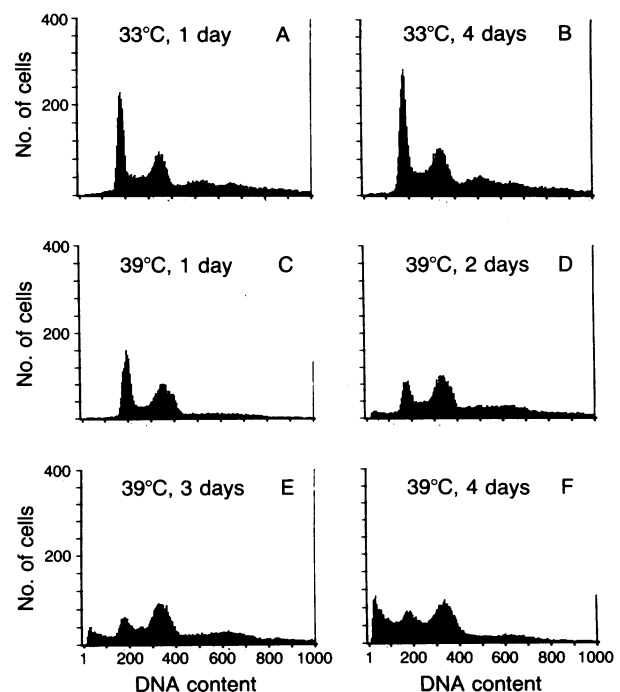 400
200
No. of cells
33°C, 1 day A
33°C, 4 days B
400
200
No. of cells
39°C, 1 day C
39°C, 2 days D
400
200
No. of cells
39°C, 3 days E
39°C, 4 days F
1 200 400 600 800 1000
1 200 400 600 800 1000
DNA content
DNA content